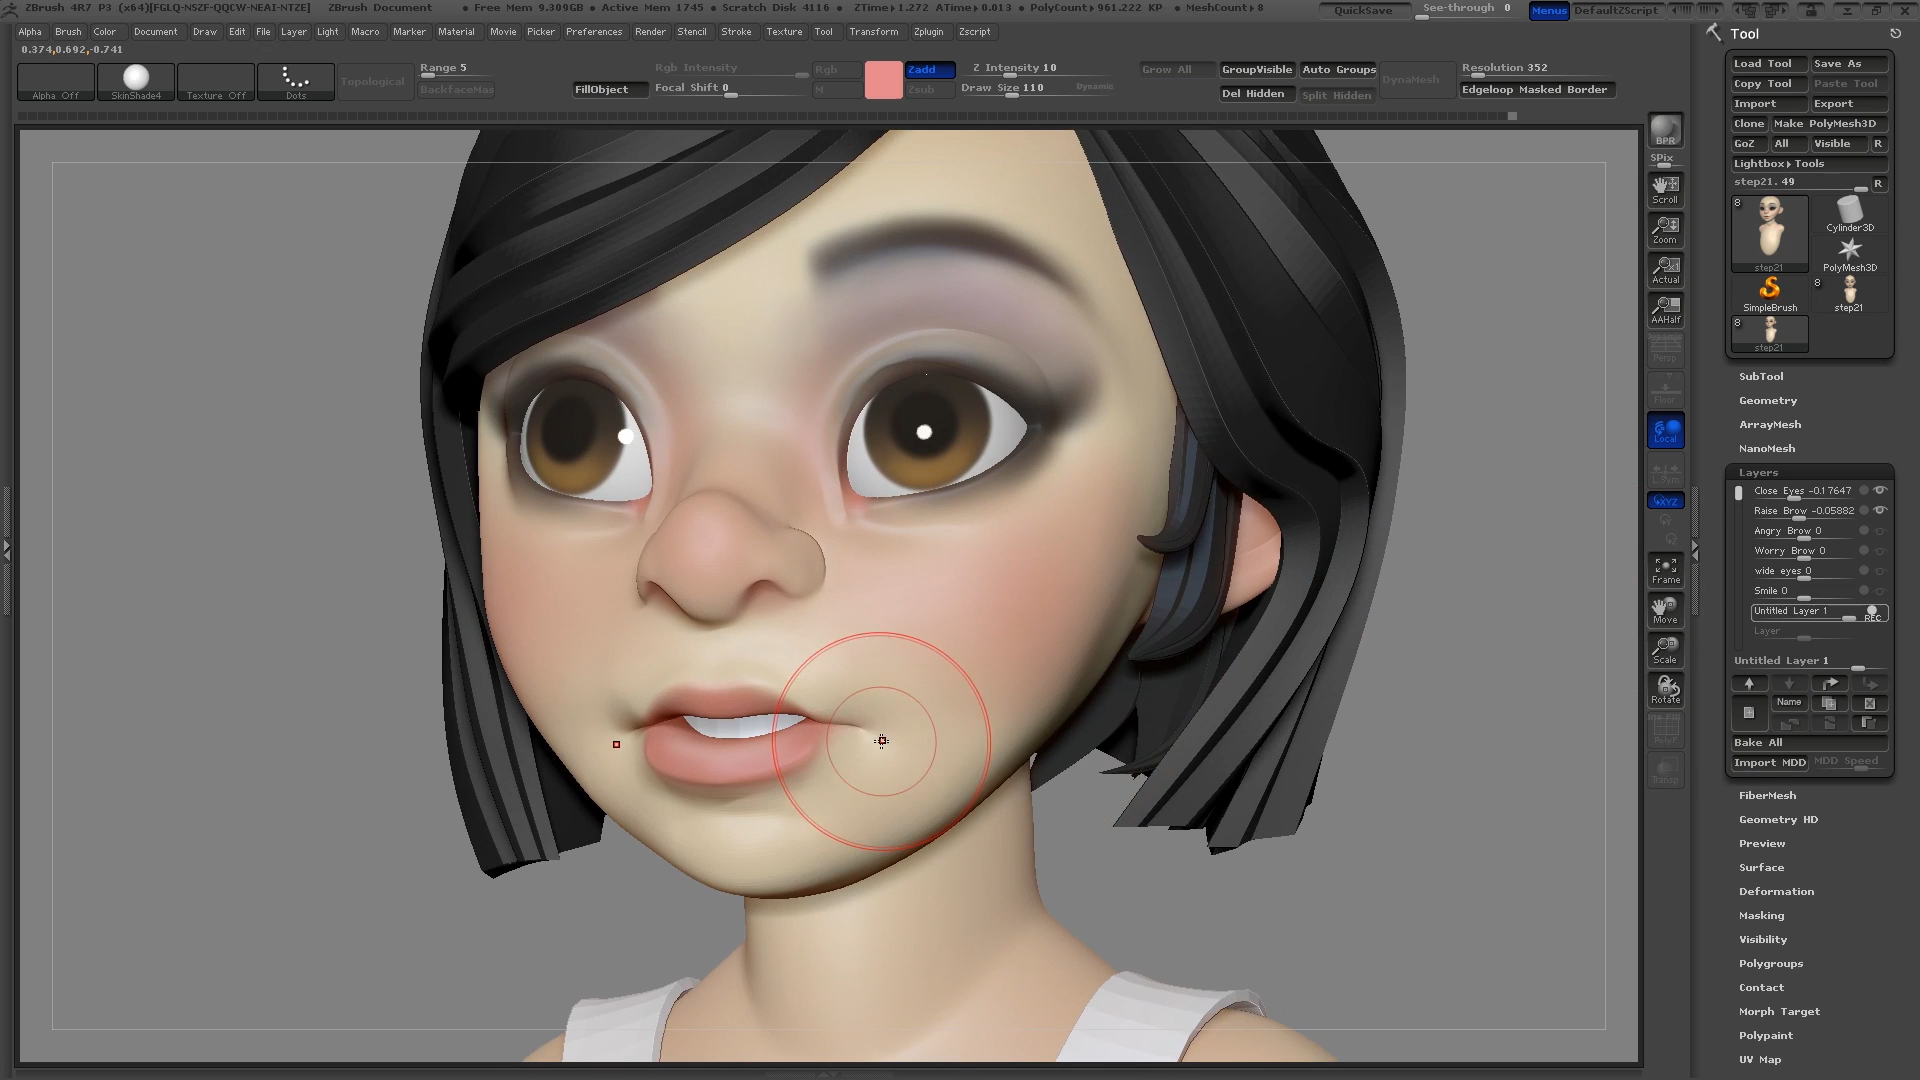 ZBrush 4R7 P3 (x64)[FGLQ-NSZF-QQCW-NEAI-NTZE] ZBrush Document • Free Mem 9.309GB • Active Mem 1745 • Scratch Disk 4116 • ZTime▸1.272 ATime▸0.013 • PolyCount▸961.222 KP • MeshCount▸8 QuickSave See-through 0 Menus DefaultZScript
Alpha Brush Color Document Draw Edit File Layer Light Macro Marker Material Movie Picker Preferences Render Stencil Stroke Texture Tool Transform Zplugin Zscript
0.374,0.692,-0.741
Alpha Off SkinShade4 Texture Off Dots Topological Range 5 BackfaceMas
FillObject Rgb Intensity Focal Shift 0 Rgb M Zadd Zsub Z Intensity 10 Draw Size 110 Dynamic
Grow All GroupVisible Auto Groups Del Hidden Split Hidden DynaMesh Resolution 352 Edgeloop Masked Border
BPR
SPix
Scroll
Zoom
Actual
AAHalf
Persp
Floor
Local
L.Sym
XYZ
Frame
Move
Scale
Rotate
PolyF
Transp
Tool
Load Tool Save As
Copy Tool Paste Tool
Import Export
Clone Make PolyMesh3D
GoZ All Visible R
Lightbox▸Tools
step21. 49 R
8 step21 Cylinder3D
PolyMesh3D
SimpleBrush 8 step21
8 step21
SubTool
Geometry
ArrayMesh
NanoMesh
Layers
Close Eyes -0.17647
Raise Brow -0.05882
Angry Brow 0
Worry Brow 0
wide eyes 0
Smile 0
Untitled Layer 1 REC
Layer
Untitled Layer 1
Name
Bake All
Import MDD MDD Speed
FiberMesh
Geometry HD
Preview
Surface
Deformation
Masking
Visibility
Polygroups
Contact
Morph Target
Polypaint
UV Map